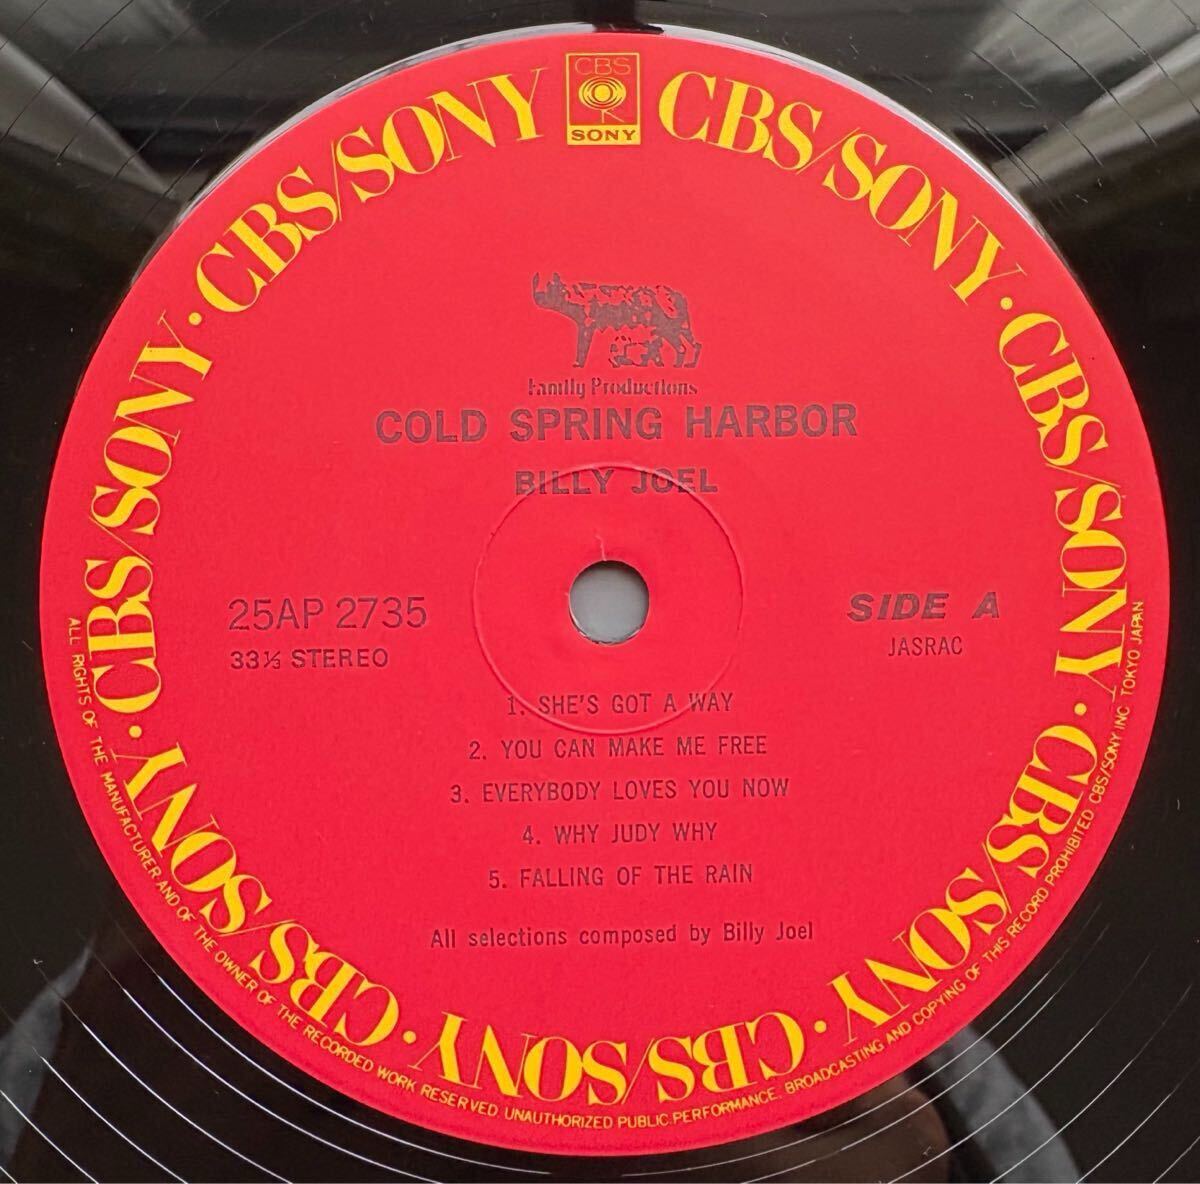 CBS
SONY
CBS/SONY · CBS/SONY · CBS/SONY · CBS/SONY · CBS/SONY · CBS/SONY · CBS/SONY
Family Productions
COLD SPRING HARBOR
BILLY JOEL
25AP 2735
33⅓ STEREO
SIDE A
JASRAC
1. SHE'S GOT A WAY
2. YOU CAN MAKE ME FREE
3. EVERYBODY LOVES YOU NOW
4. WHY JUDY WHY
5. FALLING OF THE RAIN
All selections composed by Billy Joel
ALL RIGHTS OF THE MANUFACTURER AND OF THE OWNER OF THE RECORDED WORK RESERVED. UNAUTHORIZED PUBLIC PERFORMANCE. BROADCASTING AND COPYING OF THIS RECORD PROHIBITED CBS/SONY INC. TOKYO JAPAN